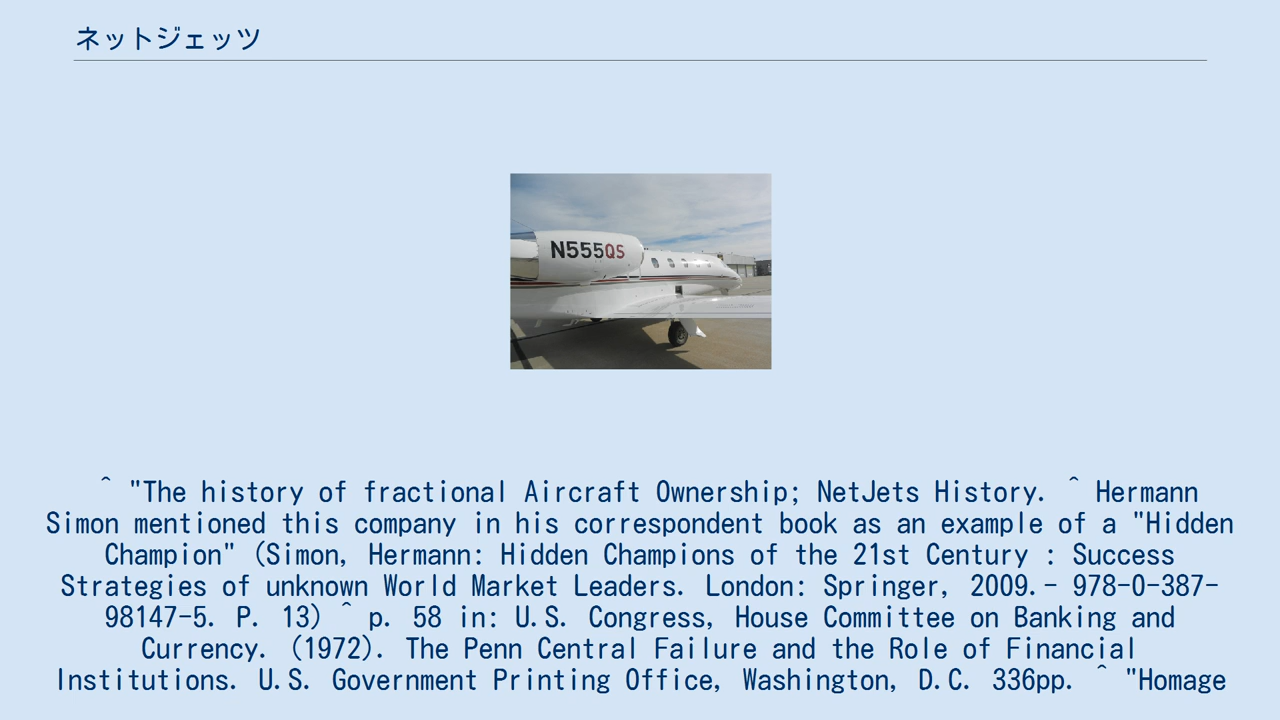 ネットジェッツ
N555QS
^ "The history of fractional Aircraft Ownership; NetJets History. ^ Hermann
Simon mentioned this company in his correspondent book as an example of a "Hidden
Champion" (Simon, Hermann: Hidden Champions of the 21st Century : Success
Strategies of unknown World Market Leaders. London: Springer, 2009.– 978-0-387-
98147-5. P. 13) ^ p. 58 in: U.S. Congress, House Committee on Banking and
Currency. (1972). The Penn Central Failure and the Role of Financial
Institutions. U.S. Government Printing Office, Washington, D.C. 336pp. ^ "Homage